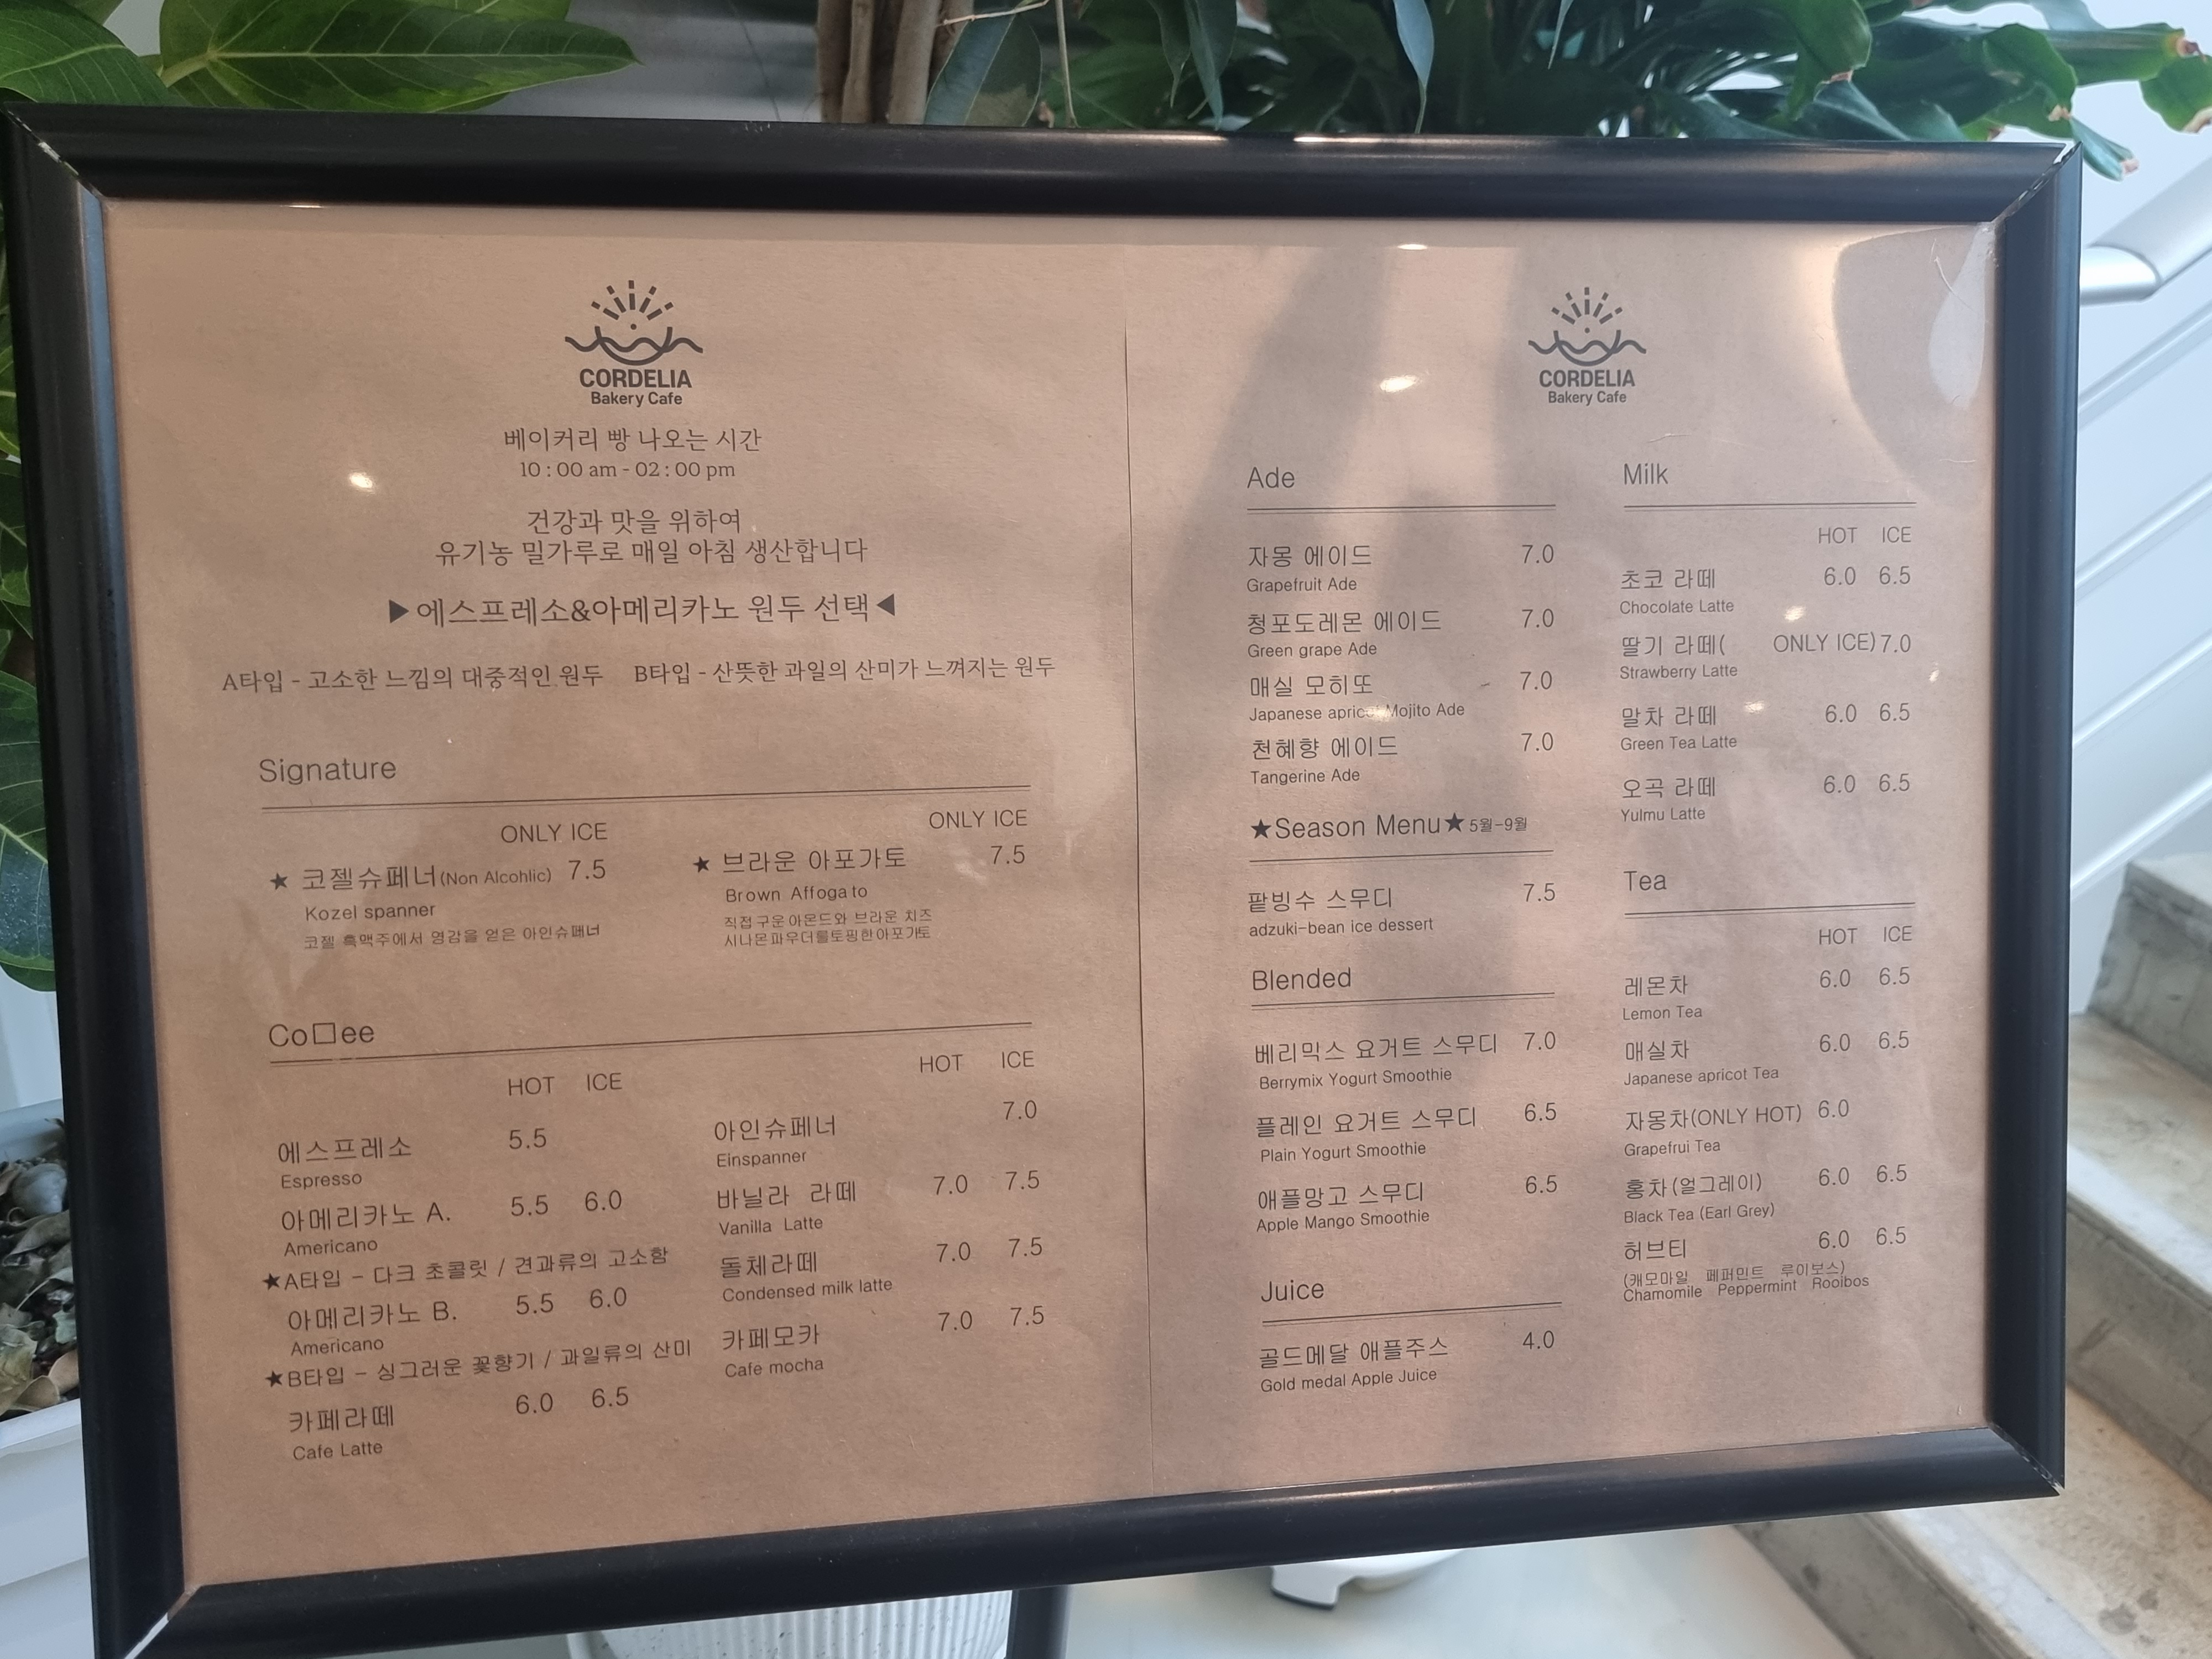 CORDELIA
Bakery Cafe
베이커리 빵 나오는 시간
10 : 00 am - 02 : 00 pm
건강과 맛을 위하여
유기농 밀가루로 매일 아침 생산합니다
▶에스프레소&아메리카노 원두 선택◀
A타입 - 고소한 느낌의 대중적인 원두 B타입 - 산뜻한 과일의 산미가 느껴지는 원두
Signature
ONLY ICE
★ 코젤슈페너(Non Alcohlic) 7.5
Kozel spanner
코젤 흑맥주에서 영감을 얻은 아인슈페너
ONLY ICE
★ 브라운 아포가토 7.5
Brown Affogato
직접 구운 아몬드와 브라운 치즈
시나몬파우더를토핑한아포가토
Co□ee
HOT ICE
에스프레소 5.5
Espresso
아메리카노 A. 5.5 6.0
Americano
★A타입 - 다크 초콜릿 / 견과류의 고소함
아메리카노 B. 5.5 6.0
Americano
★B타입 - 싱그러운 꽃향기 / 과일류의 산미
카페라떼 6.0 6.5
Cafe Latte
HOT ICE
아인슈페너 7.0
Einspanner
바닐라 라떼 7.0 7.5
Vanilla Latte
돌체라떼 7.0 7.5
Condensed milk latte
카페모카 7.0 7.5
Cafe mocha
CORDELIA
Bakery Cafe
Ade
자몽 에이드 7.0
Grapefruit Ade
청포도레몬 에이드 7.0
Green grape Ade
매실 모히또 7.0
Japanese apricot Mojito Ade
천혜향 에이드 7.0
Tangerine Ade
★Season Menu★ 5월-9월
팥빙수 스무디 7.5
adzuki-bean ice dessert
Blended
베리믹스 요거트 스무디 7.0
Berrymix Yogurt Smoothie
플레인 요거트 스무디 6.5
Plain Yogurt Smoothie
애플망고 스무디 6.5
Apple Mango Smoothie
Juice
골드메달 애플주스 4.0
Gold medal Apple Juice
Milk
HOT ICE
초코 라떼 6.0 6.5
Chocolate Latte
딸기 라떼( ONLY ICE) 7.0
Strawberry Latte
말차 라떼 6.0 6.5
Green Tea Latte
오곡 라떼 6.0 6.5
Yulmu Latte
Tea
HOT ICE
레몬차 6.0 6.5
Lemon Tea
매실차 6.0 6.5
Japanese apricot Tea
자몽차(ONLY HOT) 6.0
Grapefrui Tea
홍차(얼그레이) 6.0 6.5
Black Tea (Earl Grey)
허브티 6.0 6.5
(캐모마일 페퍼민트 루이보스)
Chamomile Peppermint Rooibos